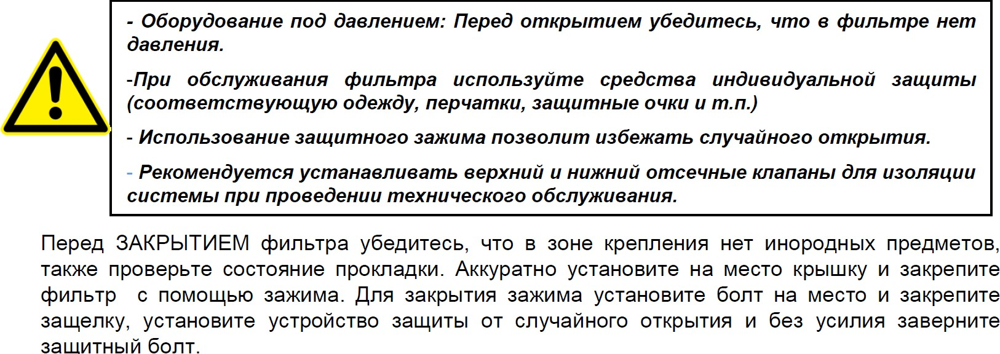 - Оборудование под давлением: Перед открытием убедитесь, что в фильтре нет
давления.
-При обслуживания фильтра используйте средства индивидуальной защиты
(соответствующую одежду, перчатки, защитные очки и т.п.)
- Использование защитного зажима позволит избежать случайного открытия.
- Рекомендуется устанавливать верхний и нижний отсечные клапаны для изоляции
системы при проведении технического обслуживания.
Перед ЗАКРЫТИЕМ фильтра убедитесь, что в зоне крепления нет инородных предметов,
также проверьте состояние прокладки. Аккуратно установите на место крышку и закрепите
фильтр с помощью зажима. Для закрытия зажима установите болт на место и закрепите
защелку, установите устройство защиты от случайного открытия и без усилия заверните
защитный болт.